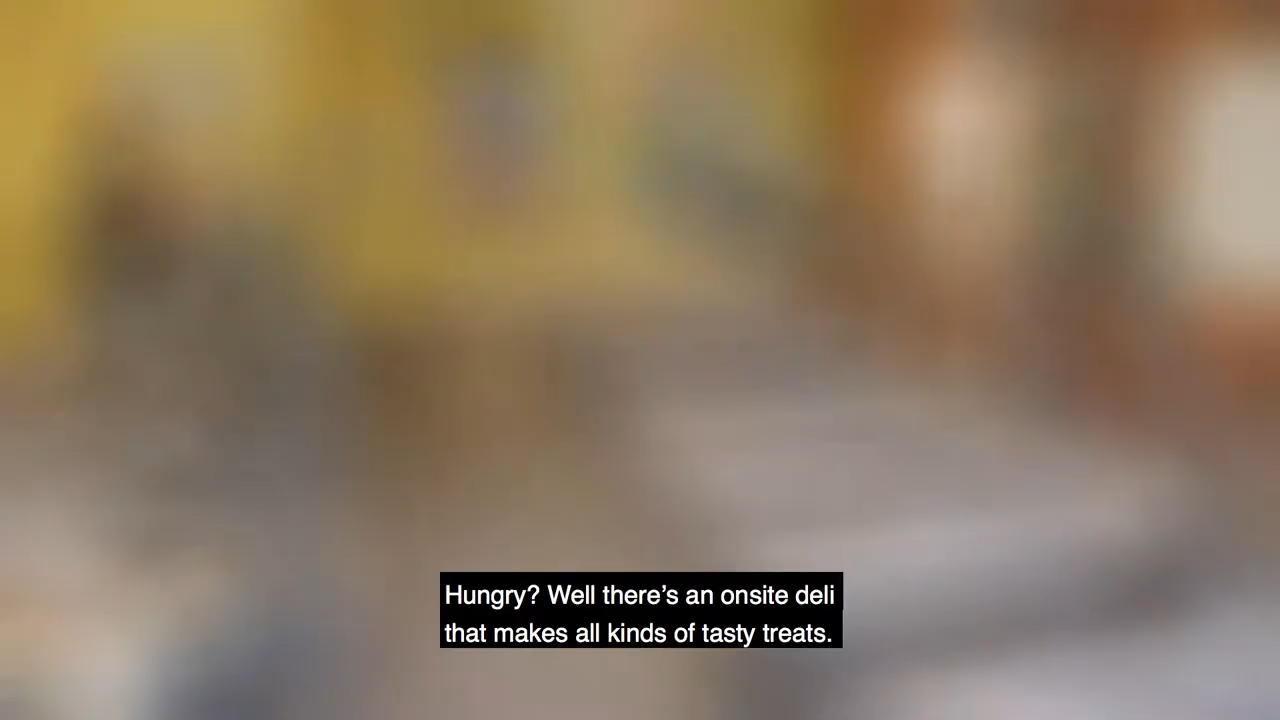 Hungry? Well there’s an onsite deli
that makes all kinds of tasty treats.